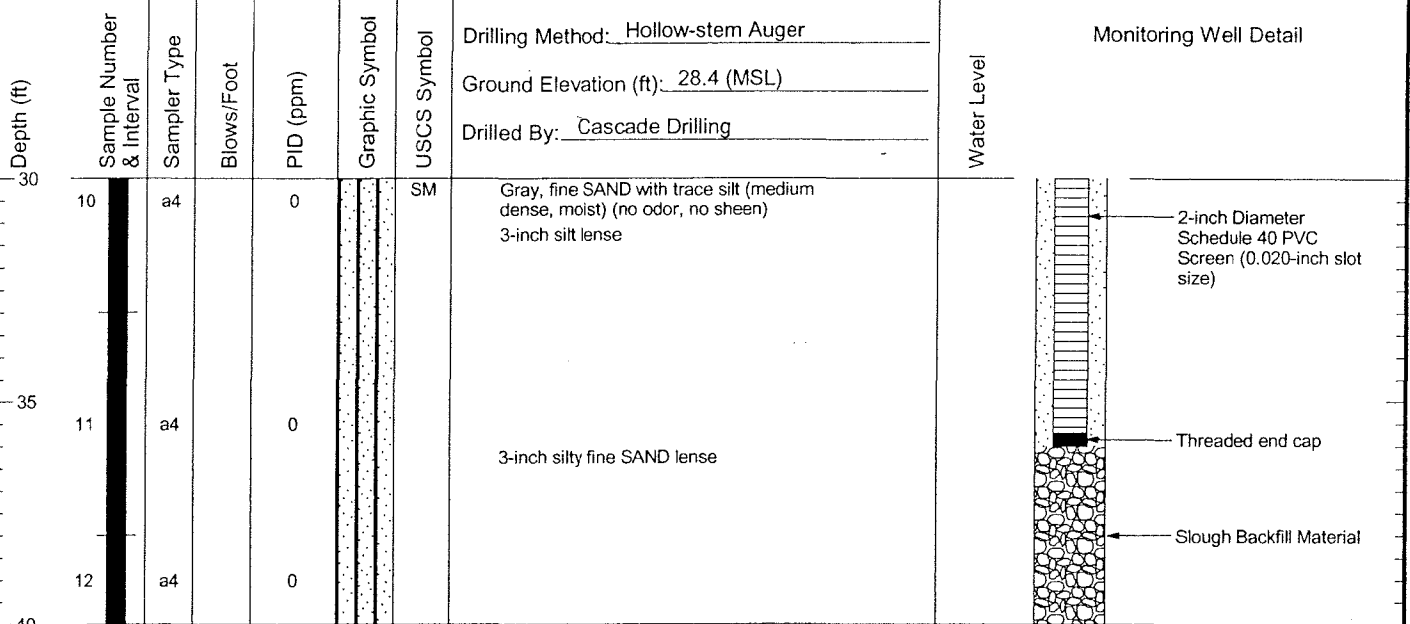 Depth (ft)
Sample Number
& Interval
Sampler Type
Blows/Foot
PID (ppm)
Graphic Symbol
USCS Symbol
Drilling Method: Hollow-stem Auger
Ground Elevation (ft): 28.4 (MSL)
Drilled By: Cascade Drilling
Water Level
Monitoring Well Detail
30
10
a4
0
SM
Gray, fine SAND with trace silt (medium
dense, moist) (no odor, no sheen)
3-inch silt lense
2-inch Diameter
Schedule 40 PVC
Screen (0.020-inch slot
size)
35
11
a4
0
3-inch silty fine SAND lense
Threaded end cap
Slough Backfill Material
12
a4
0
40